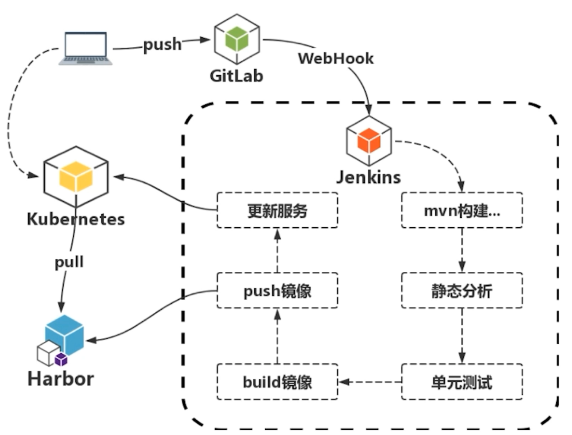 push
GitLab
WebHook
Jenkins
Kubernetes
更新服务
mvn构建...
pull
push镜像
静态分析
Harbor
build镜像
单元测试